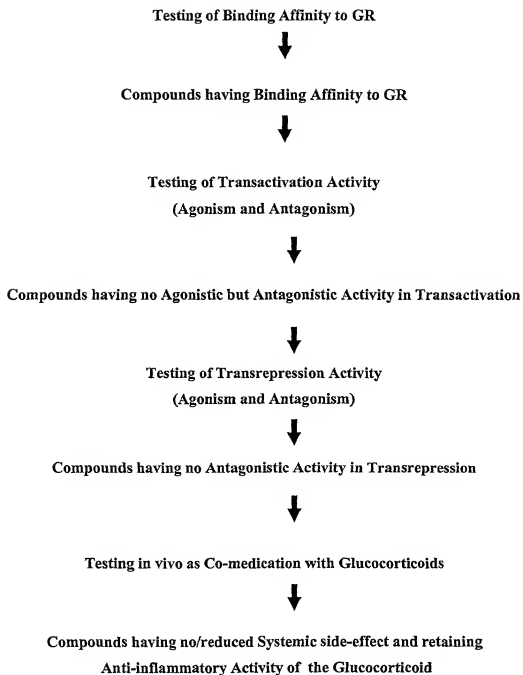 Testing of Binding Affinity to GR
Compounds having Binding Affinity to GR
Testing of Transactivation Activity
(Agonism and Antagonism)
Compounds having no Agonistic but Antagonistic Activity in Transactivation
Testing of Transrepression Activity
(Agonism and Antagonism)
Compounds having no Antagonistic Activity in Transrepression
Testing in vivo as Co-medication with Glucocorticoids
Compounds having no/reduced Systemic side-effect and retaining
Anti-inflammatory Activity of the Glucocorticoid